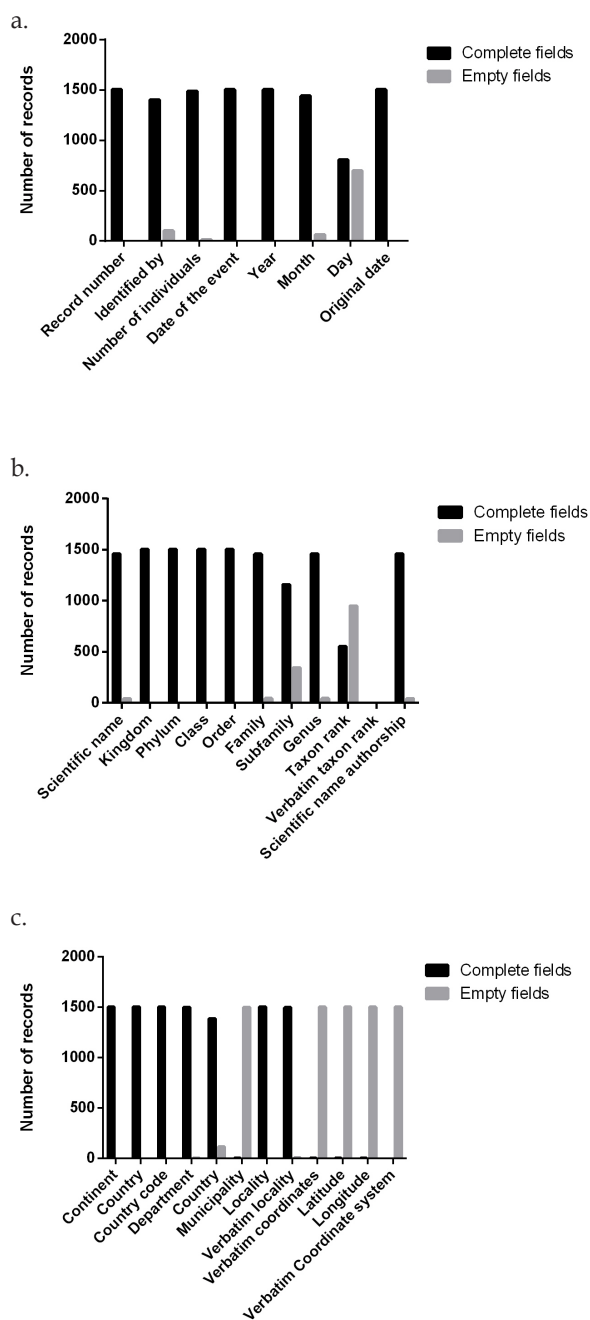 a.
2000
1500
1000
500
0
Number of records
Complete fields
Empty fields
Record number
Identified by
Number of individuals
Date of the event
Year
Month
Day
Original date
b.
2000
1500
1000
500
0
Number of records
Complete fields
Empty fields
Scientific name
Kingdom
Phylum
Class
Order
Family
Subfamily
Genus
Taxon rank
Verbatim taxon rank
Scientific name authorship
c.
2000
1500
1000
500
0
Number of records
Complete fields
Empty fields
Continent
Country
Country code
Department
Country
Municipality
Locality
Verbatim locality
Verbatim coordinates
Latitude
Longitude
Verbatim Coordinate system